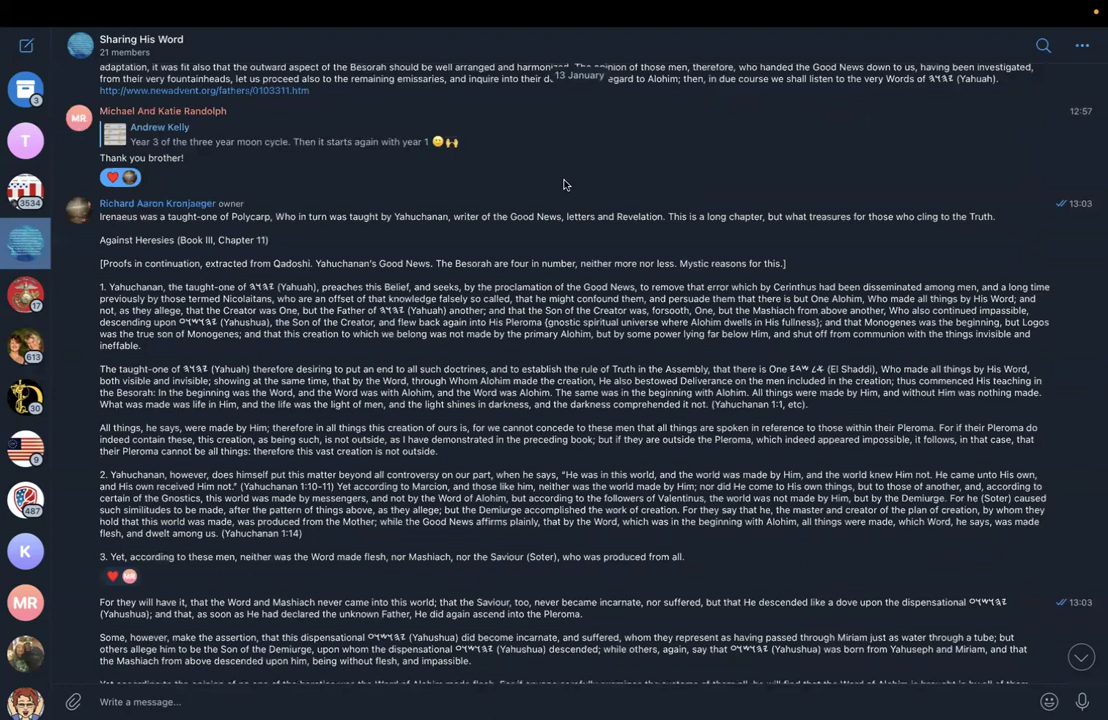 Sharing His Word
21 members
adaptation, it was fit also that the outward aspect of the Besorah should be well arranged and harmonized. The opinion of those men, therefore, who handed the Good News down to us, having been investigated,
13 January
from their very fountainheads, let us proceed also to the remaining emissaries, and inquire into their regard to Alohim; then, in due course we shall listen to the very Words of 𐤉𐤄𐤅𐤄 (Yahuah).
http://www.newadvent.org/fathers/0103311.htm
Michael And Katie Randolph
12:57
Andrew Kelly
Year 3 of the three year moon cycle. Then it starts again with year 1 😊🙌
Thank you brother!
Richard Aaron Kronjaeger owner
13:03
Irenaeus was a taught-one of Polycarp, Who in turn was taught by Yahuchanan, writer of the Good News, letters and Revelation. This is a long chapter, but what treasures for those who cling to the Truth.
Against Heresies (Book III, Chapter 11)
[Proofs in continuation, extracted from Qadoshi. Yahuchanan's Good News. The Besorah are four in number, neither more nor less. Mystic reasons for this.]
1. Yahuchanan, the taught-one of 𐤉𐤄𐤅𐤄 (Yahuah), preaches this Belief, and seeks, by the proclamation of the Good News, to remove that error which by Cerinthus had been disseminated among men, and a long time
previously by those termed Nicolaitans, who are an offset of that knowledge falsely so called, that he might confound them, and persuade them that there is but One Alohim, Who made all things by His Word; and
not, as they allege, that the Creator was One, but the Father of 𐤉𐤄𐤅𐤄 (Yahuah) another; and that the Son of the Creator was, forsooth, One, but the Mashiach from above another, Who also continued impassible,
descending upon 𐤉𐤄𐤅𐤔𐤅𐤏 (Yahushua), the Son of the Creator, and flew back again into His Pleroma {gnostic spiritual universe where Alohim dwells in His fullness}; and that Monogenes was the beginning, but Logos
was the true son of Monogenes; and that this creation to which we belong was not made by the primary Alohim, but by some power lying far below Him, and shut off from communion with the things invisible and
ineffable.
The taught-one of 𐤉𐤄𐤅𐤄 (Yahuah) therefore desiring to put an end to all such doctrines, and to establish the rule of Truth in the Assembly, that there is One 𐤀𐤋 𐤔𐤃𐤉 (El Shaddi), Who made all things by His Word,
both visible and invisible; showing at the same time, that by the Word, through Whom Alohim made the creation, He also bestowed Deliverance on the men included in the creation; thus commenced His teaching in
the Besorah: In the beginning was the Word, and the Word was with Alohim, and the Word was Alohim. The same was in the beginning with Alohim. All things were made by Him, and without Him was nothing made.
What was made was life in Him, and the life was the light of men, and the light shines in darkness, and the darkness comprehended it not. (Yahuchanan 1:1, etc).
All things, he says, were made by Him; therefore in all things this creation of ours is, for we cannot concede to these men that all things are spoken in reference to those within their Pleroma. For if their Pleroma do
indeed contain these, this creation, as being such, is not outside, as I have demonstrated in the preceding book; but if they are outside the Pleroma, which indeed appeared impossible, it follows, in that case, that
their Pleroma cannot be all things: therefore this vast creation is not outside.
2. Yahuchanan, however, does himself put this matter beyond all controversy on our part, when he says, “He was in this world, and the world was made by Him, and the world knew Him not. He came unto His own,
and His own received Him not.” (Yahuchanan 1:10-11) Yet according to Marcion, and those like him, neither was the world made by Him; nor did He come to His own things, but to those of another, and, according to
certain of the Gnostics, this world was made by messengers, and not by the Word of Alohim, but according to the followers of Valentinus, the world was not made by Him, but by the Demiurge. For he (Soter) caused
such similitudes to be made, after the pattern of things above, as they allege; but the Demiurge accomplished the work of creation. For they say that he, the master and creator of the plan of creation, by whom they
hold that this world was made, was produced from the Mother; while the Good News affirms plainly, that by the Word, which was in the beginning with Alohim, all things were made, which Word, he says, was made
flesh, and dwelt among us. (Yahuchanan 1:14)
3. Yet, according to these men, neither was the Word made flesh, nor Mashiach, nor the Saviour (Soter), who was produced from all.
For they will have it, that the Word and Mashiach never came into this world; that the Saviour, too, never became incarnate, nor suffered, but that He descended like a dove upon the dispensational 𐤉𐤄𐤅𐤔𐤅𐤏
13:03
(Yahushua); and that, as soon as He had declared the unknown Father, He did again ascend into the Pleroma.
Some, however, make the assertion, that this dispensational 𐤉𐤄𐤅𐤔𐤅𐤏 (Yahushua) did become incarnate, and suffered, whom they represent as having passed through Miriam just as water through a tube; but
others allege him to be the Son of the Demiurge, upon whom the dispensational 𐤉𐤄𐤅𐤔𐤅𐤏 (Yahushua) descended; while others, again, say that 𐤉𐤄𐤅𐤔𐤅𐤏 (Yahushua) was born from Yahuseph and Miriam, and that
the Mashiach from above descended upon him, being without flesh, and impassible.
Write a message...
3
T
3534
17
613
30
9
487
K
MR
MR
MR